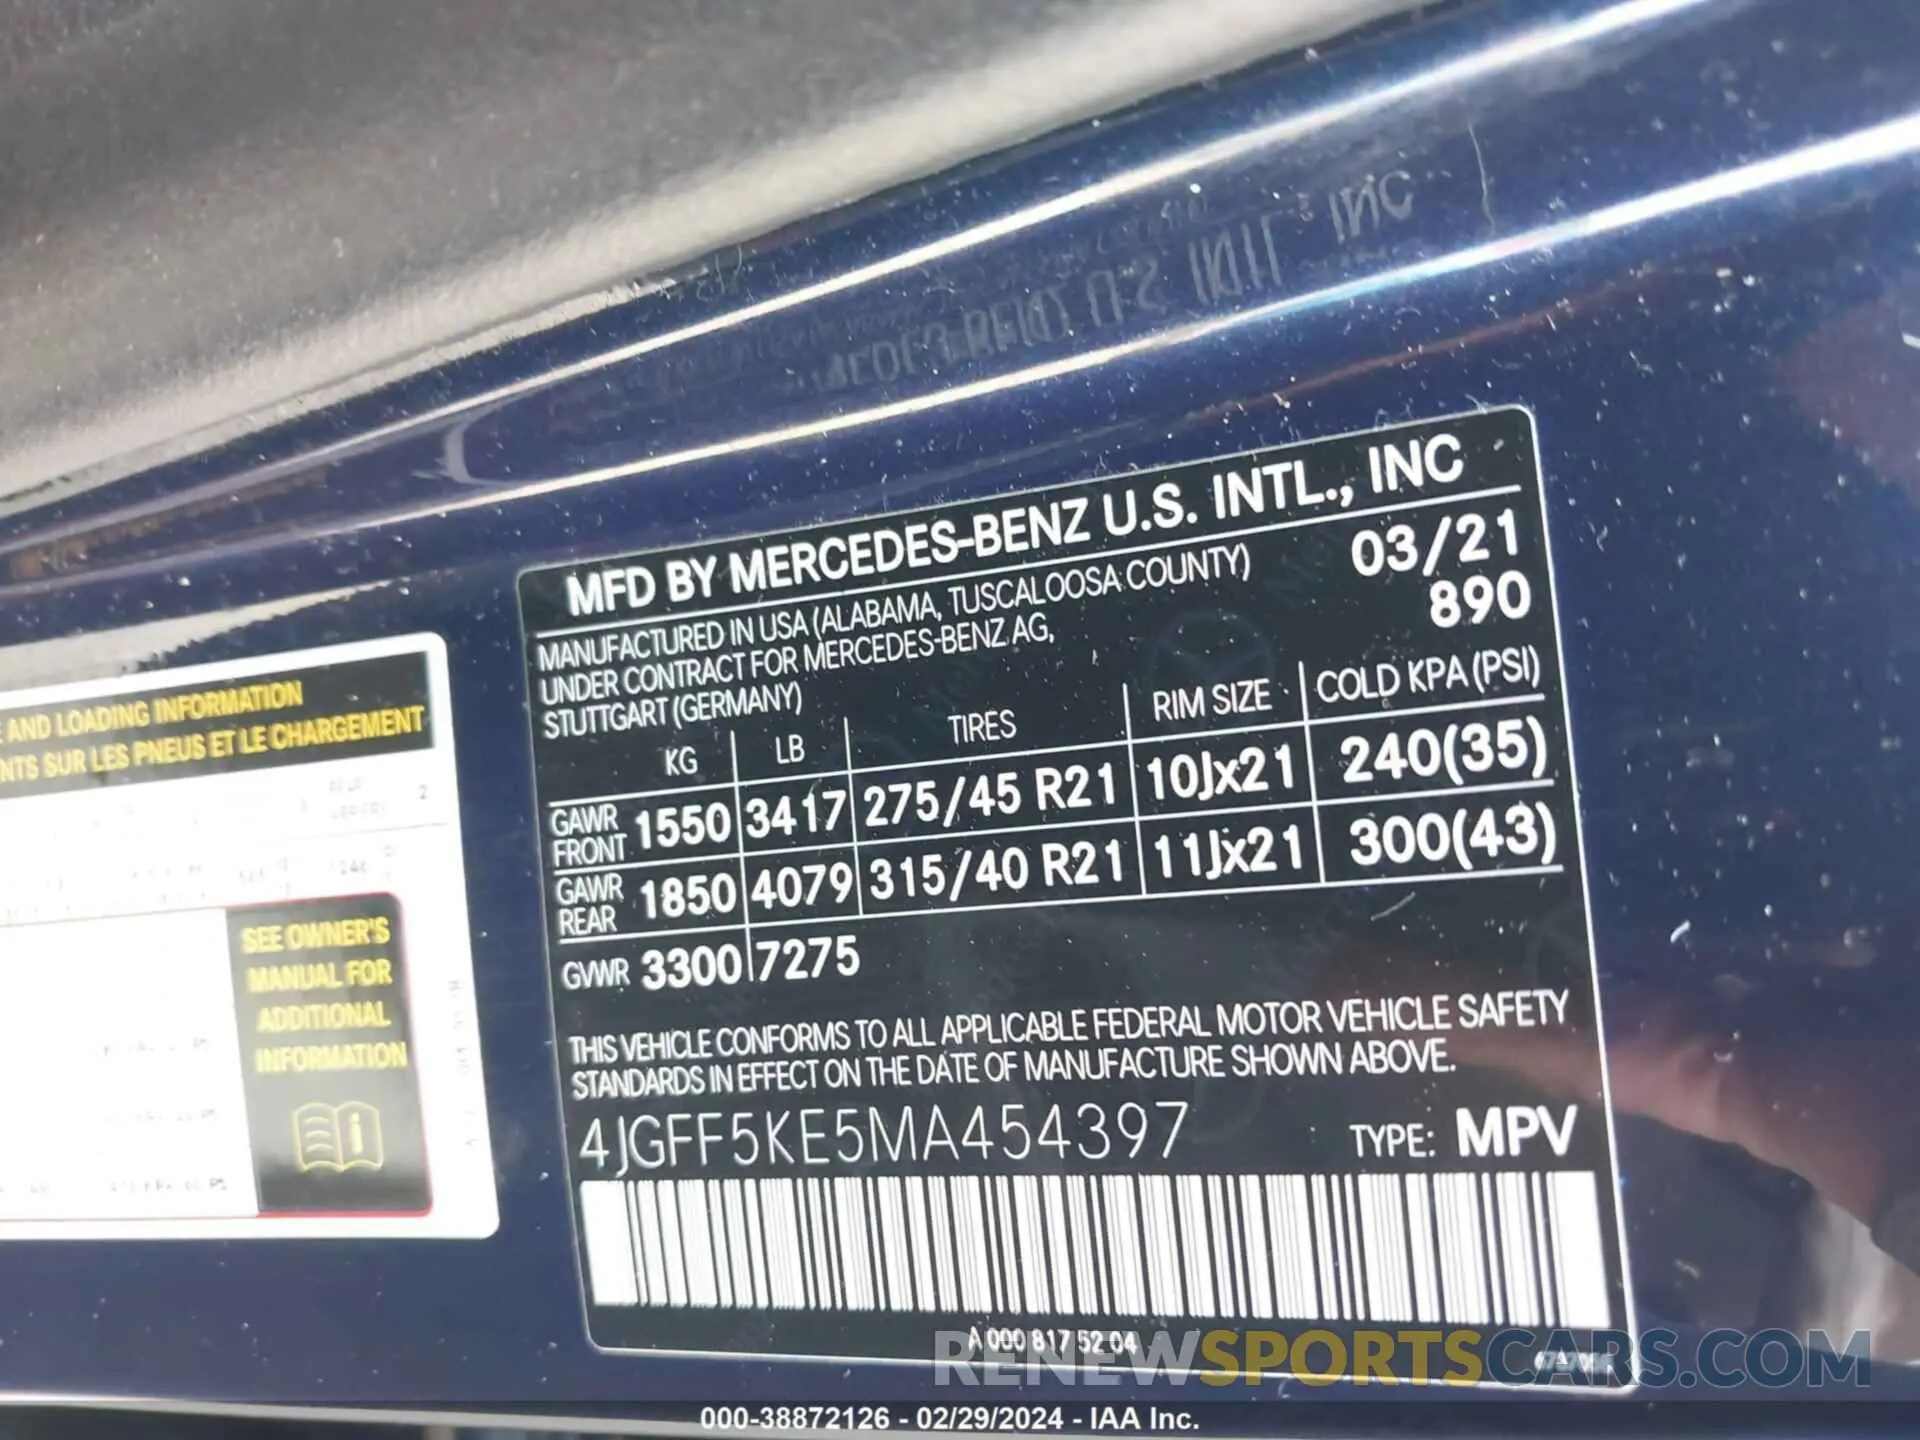 MFD BY MERCEDES-BENZ U.S. INTL., INC
MANUFACTURED IN USA (ALABAMA, TUSCALOOSA COUNTY) 03/21
UNDER CONTRACT FOR MERCEDES-BENZ AG, 890
STUTTGART (GERMANY)
KG LB TIRES RIM SIZE COLD KPA (PSI)
GAWR FRONT 1550 3417 275/45 R21 10Jx21 240(35)
GAWR REAR 1850 4079 315/40 R21 11Jx21 300(43)
GVWR 3300 7275
THIS VEHICLE CONFORMS TO ALL APPLICABLE FEDERAL MOTOR VEHICLE SAFETY
STANDARDS IN EFFECT ON THE DATE OF MANUFACTURE SHOWN ABOVE.
4JGFF5KE5MA454397 TYPE: MPV
A 000 817 52 04
AND LOADING INFORMATION
SUR LES PNEUS ET LE CHARGEMENT
SEE OWNER'S
MANUAL FOR
ADDITIONAL
INFORMATION
RENEWSPORTSCARS.COM
000-38872126 - 02/29/2024 - IAA Inc.